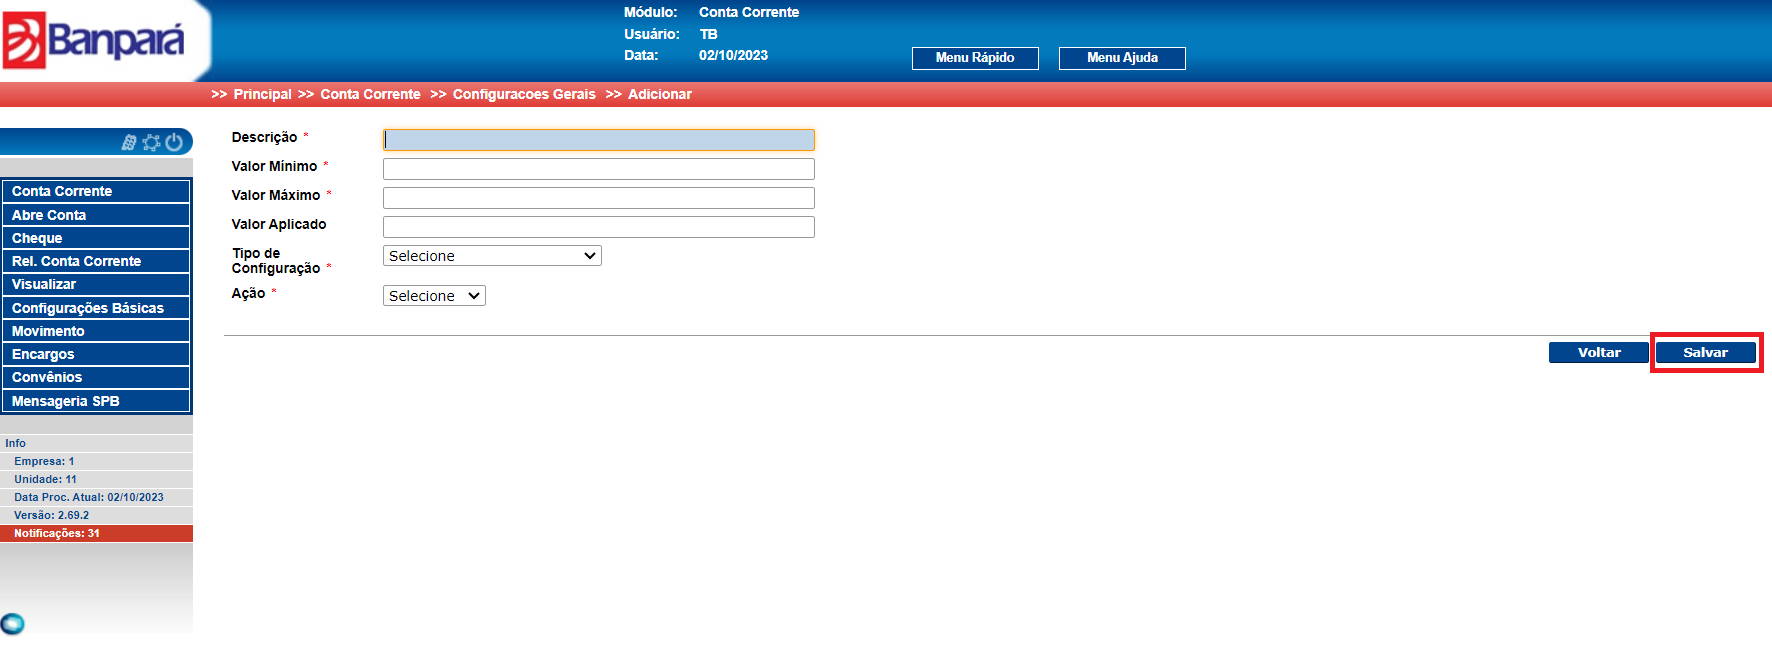 Banpará
Módulo: Conta Corrente
Usuário: TB
Data: 02/10/2023
Menu Rápido
Menu Ajuda
>> Principal >> Conta Corrente >> Configuracoes Gerais >> Adicionar
Conta Corrente
Abre Conta
Cheque
Rel. Conta Corrente
Visualizar
Configurações Básicas
Movimento
Encargos
Convênios
Mensageria SPB
Info
Empresa: 1
Unidade: 11
Data Proc. Atual: 02/10/2023
Versão: 2.69.2
Notificações: 31
Descrição *
Valor Mínimo *
Valor Máximo *
Valor Aplicado
Tipo de
Configuração *
Selecione
Ação *
Selecione
Voltar
Salvar